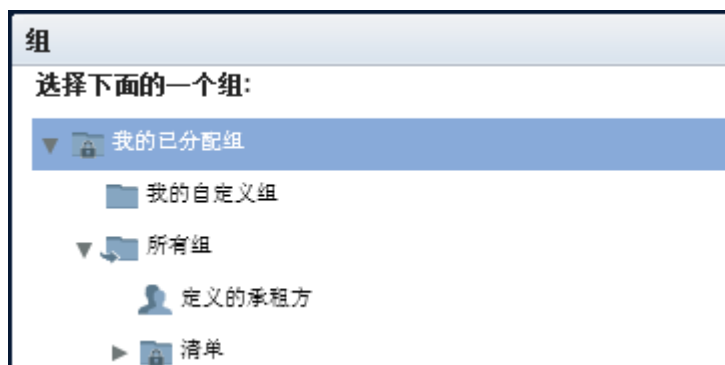 组
选择下面的一个组:
我的已分配组
我的自定义组
所有组
定义的承租方
清单